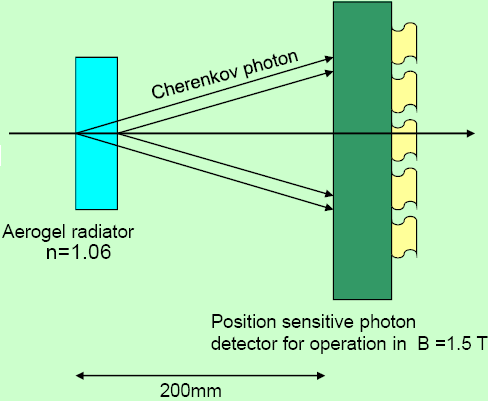 Cherenkov photon
Aerogel radiator
n=1.06
Position sensitive photon
detector for operation in B =1.5 T
200mm